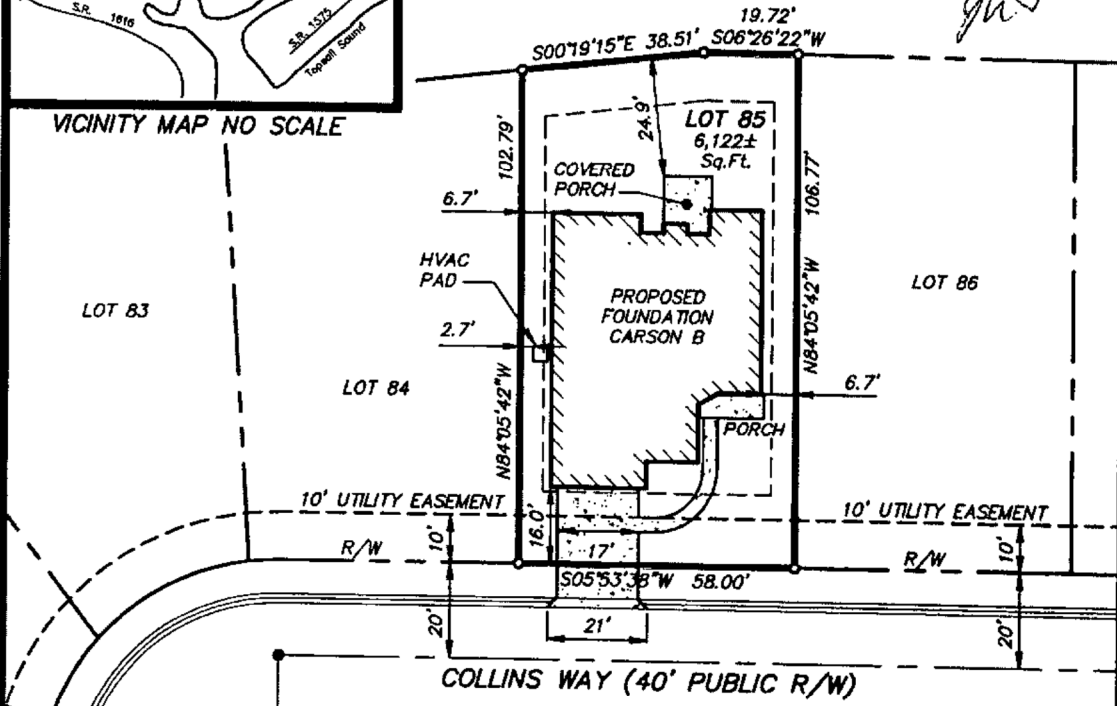 S.R. 1616
S.R. 1575
Topsail Sound
VICINITY MAP NO SCALE
19.72'
S00°19'15"E 38.51' S06°26'22"W
102.79'
24.9'
LOT 85
6,122±
Sq.Ft.
COVERED
PORCH
6.7'
106.77'
HVAC
PAD
LOT 83
PROPOSED
FOUNDATION
CARSON B
LOT 86
2.7'
N84°05'42"W
LOT 84
6.7'
N84°05'42"W
PORCH
10' UTILITY EASEMENT
16.0'
10' UTILITY EASEMENT
R/W
10'
17'
R/W
10'
S05°53'38"W 58.00'
20'
21'
20'
COLLINS WAY (40' PUBLIC R/W)